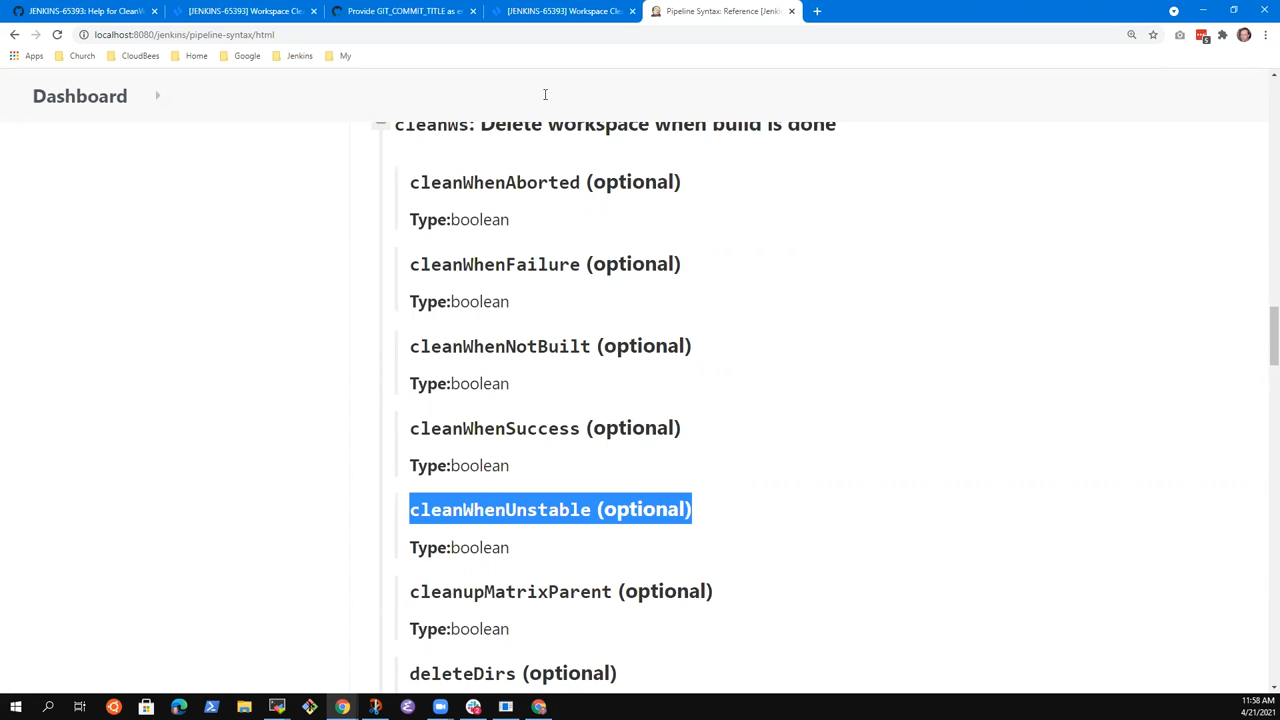 JENKINS-65393: Help for CleanW
[JENKINS-65393] Workspace Cle
Provide GIT_COMMIT_TITLE as e
[JENKINS-65393] Workspace Cle
Pipeline Syntax: Reference [Jenki
localhost:8080/jenkins/pipeline-syntax/html
5
Apps
Church
CloudBees
Home
Google
Jenkins
My
Dashboard
cleanWs: Delete workspace when build is done
cleanWhenAborted (optional)
Type:boolean
cleanWhenFailure (optional)
Type:boolean
cleanWhenNotBuilt (optional)
Type:boolean
cleanWhenSuccess (optional)
Type:boolean
cleanWhenUnstable (optional)
Type:boolean
cleanupMatrixParent (optional)
Type:boolean
deleteDirs (optional)
11:58 AM
4/21/2021